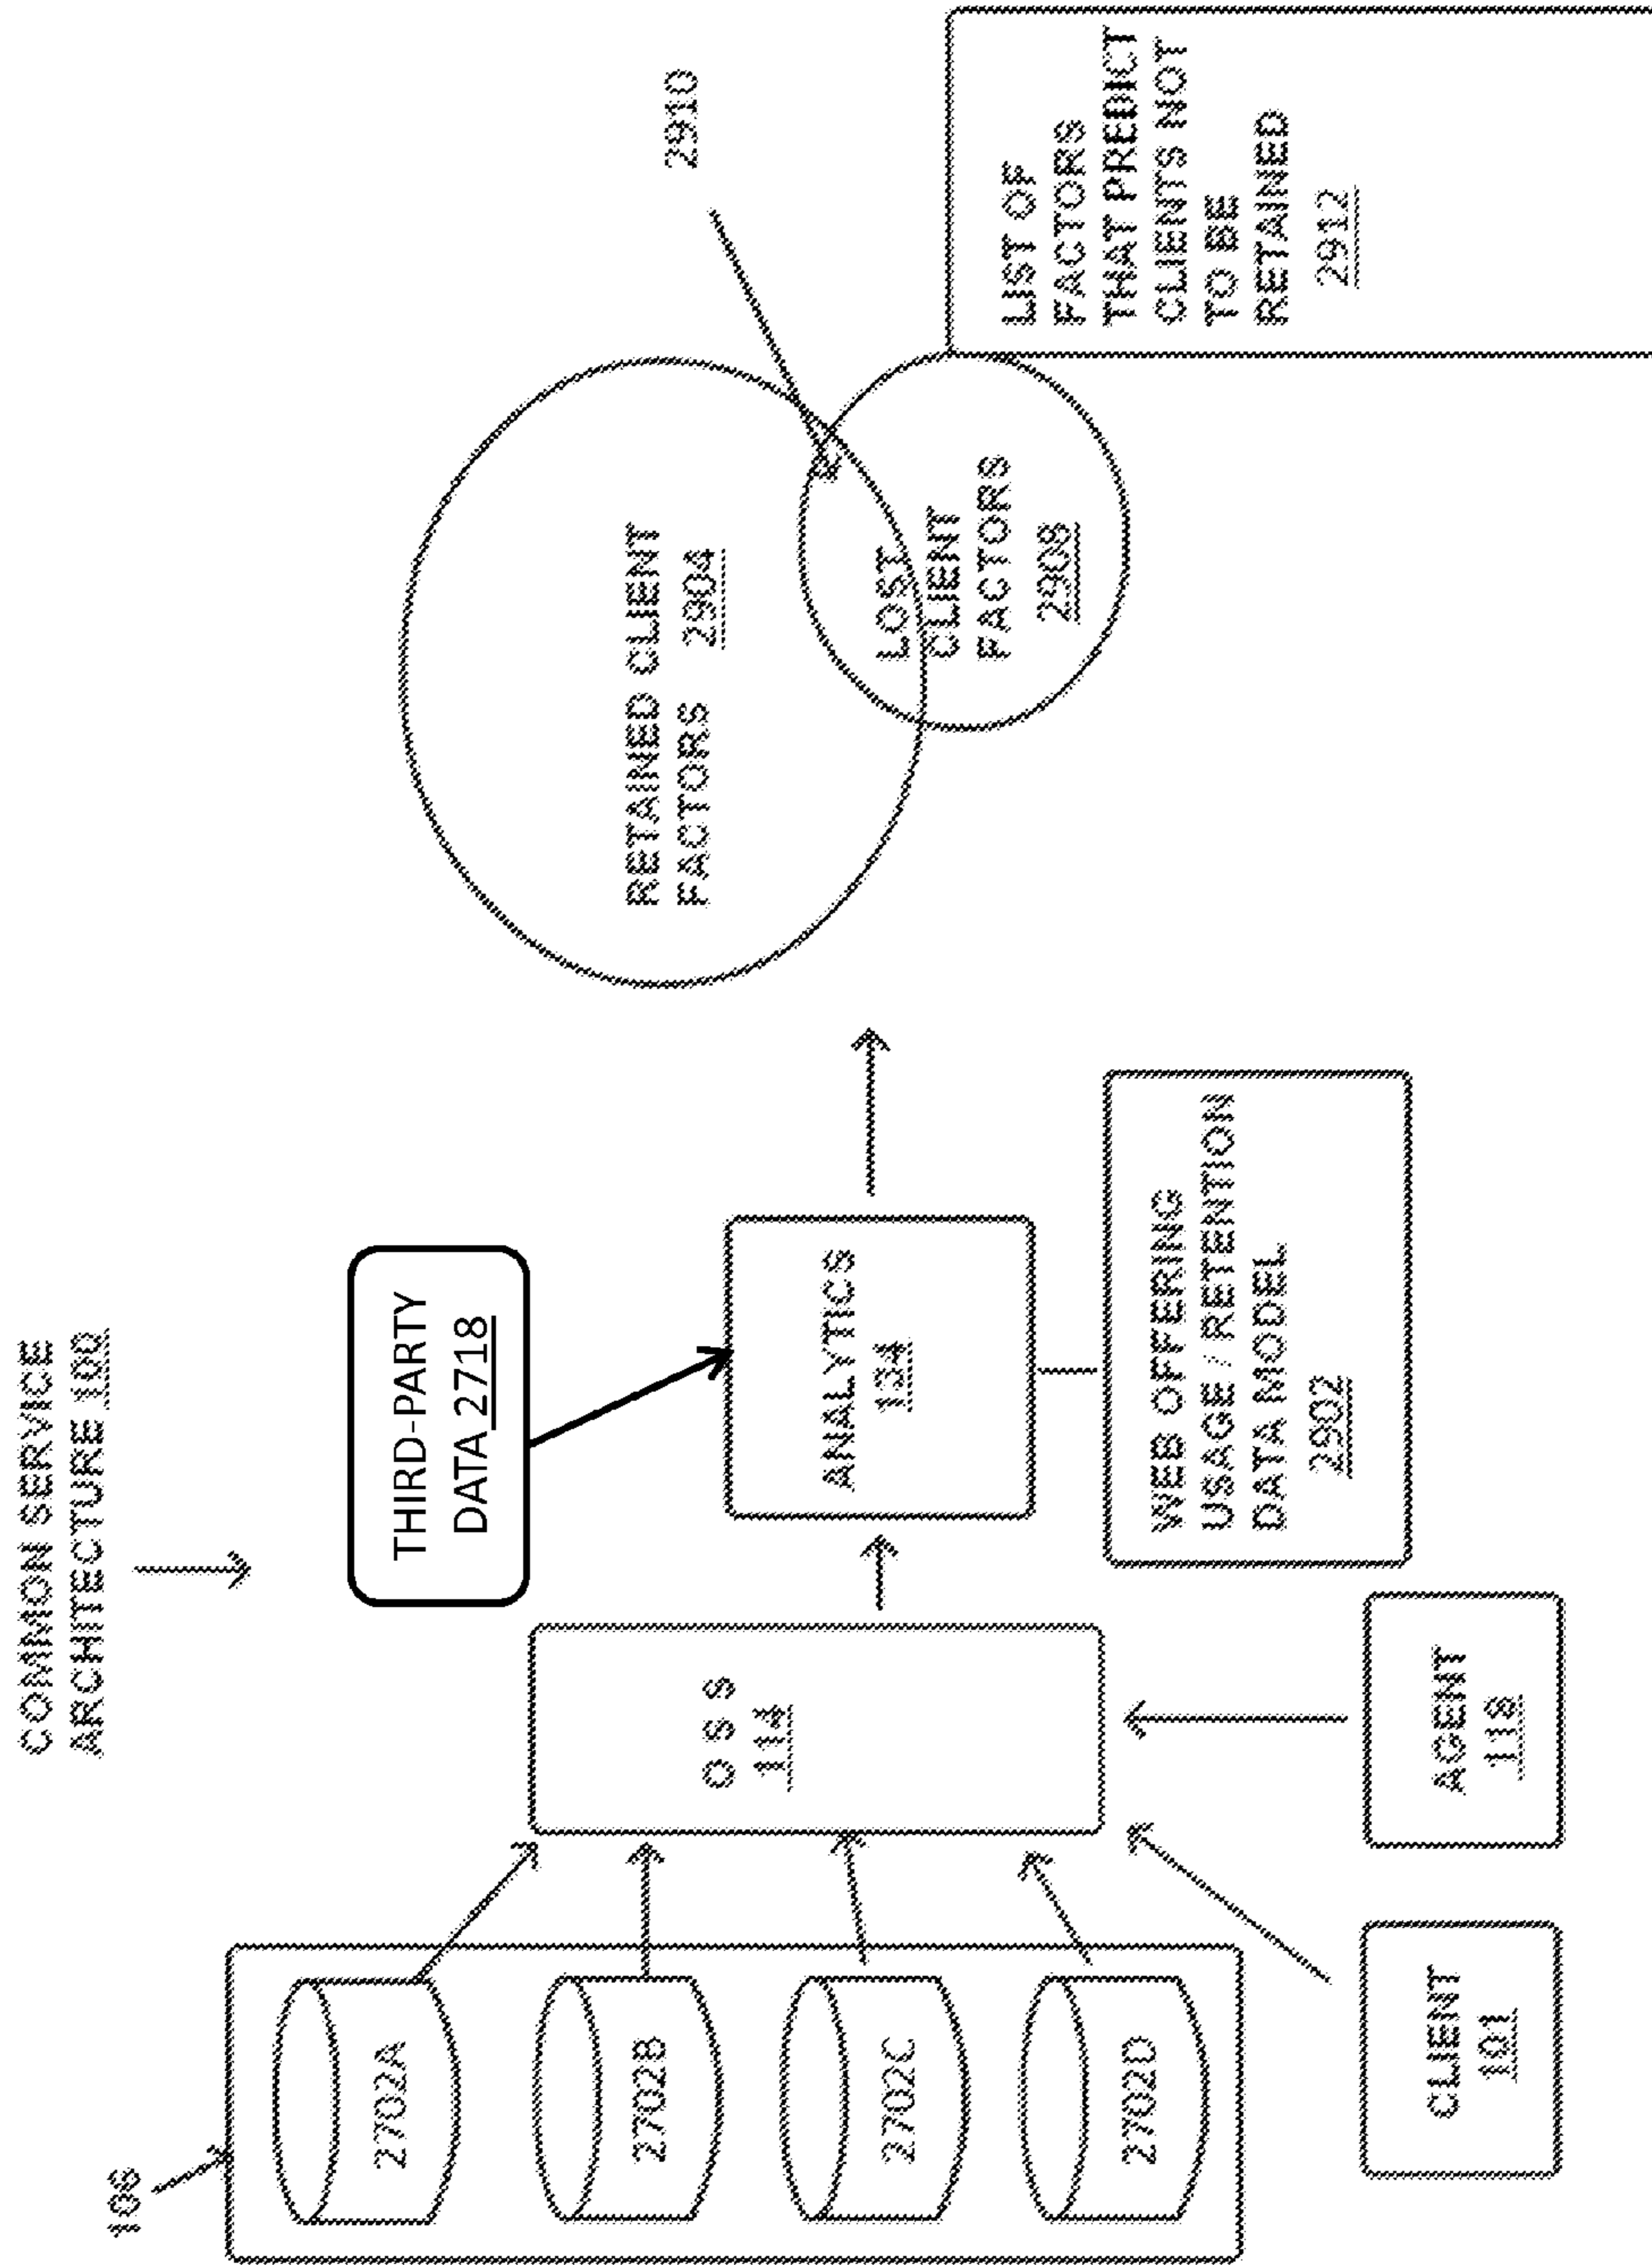 COMMON SERVICE
ARCHITECTURE 100
106
2702A
2702B
2702C
2702D
O S S
114
CLIENT
101
AGENT
118
THIRD-PARTY
DATA 2718
ANALYTICS
134
WEB OFFERING
USAGE / RETENTION
DATA MODEL
2902
RETAINED CLIENT
FACTORS 2904
LOST
CLIENT
FACTORS
2908
2910
LIST OF
FACTORS
THAT PREDICT
CLIENTS NOT
TO BE
RETAINED
2912